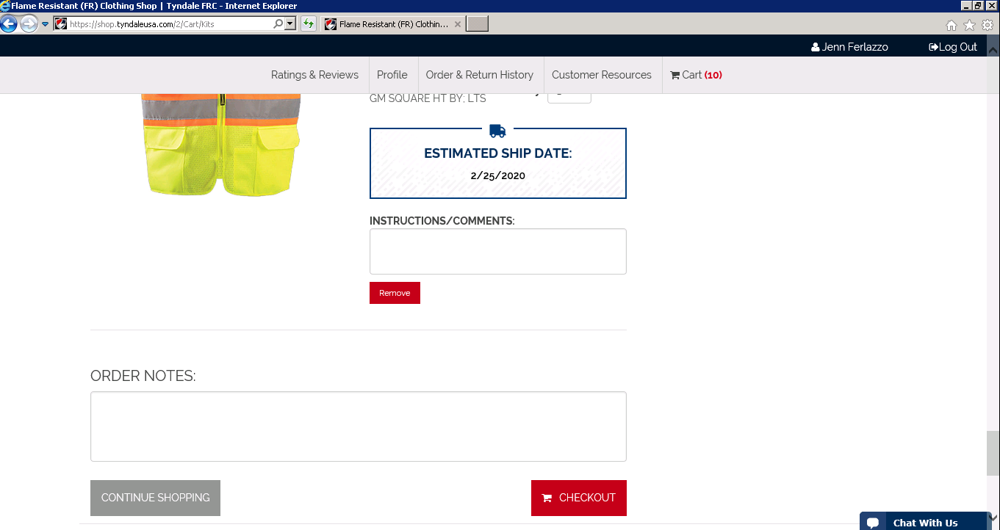 Flame Resistant (FR) Clothing Shop | Tyndale FRC - Internet Explorer
https://shop.tyndaleusa.com/2/Cart/Kits
Flame Resistant (FR) Clothin...
Jenn Ferlazzo
Log Out
Ratings & Reviews
Profile
Order & Return History
Customer Resources
Cart (10)
GM SQUARE HT BY; LTS
ESTIMATED SHIP DATE:
2/25/2020
INSTRUCTIONS/COMMENTS:
Remove
ORDER NOTES:
CONTINUE SHOPPING
CHECKOUT
Chat With Us